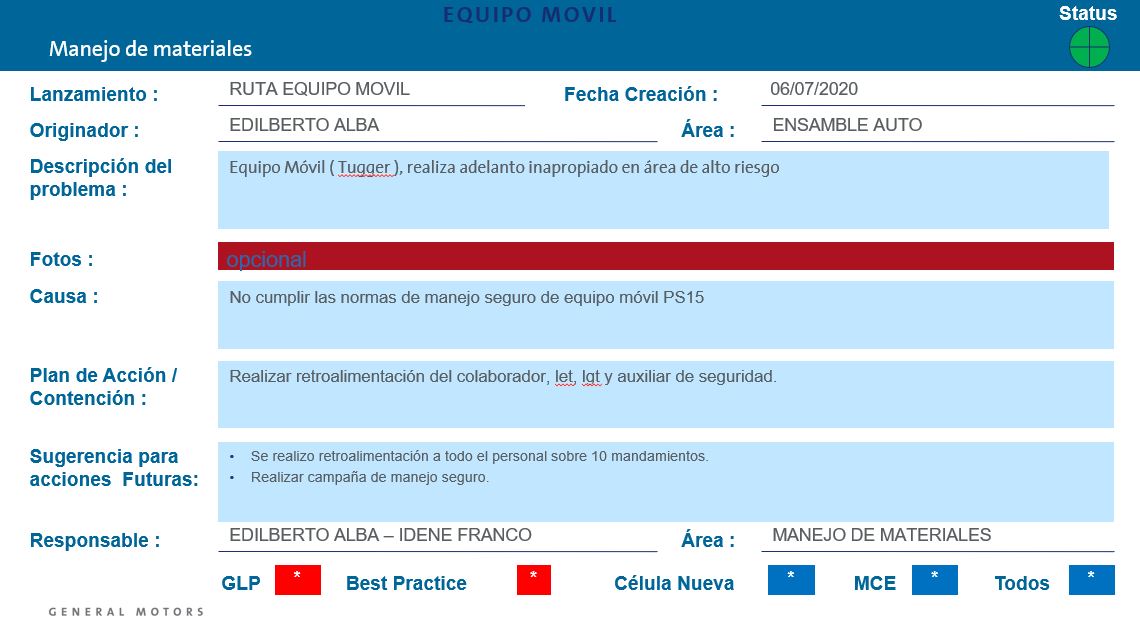 EQUIPO MOVIL
Status
Manejo de materiales
Lanzamiento : RUTA EQUIPO MOVIL Fecha Creación : 06/07/2020
Originador : EDILBERTO ALBA Área : ENSAMBLE AUTO
Descripción del problema : Equipo Móvil ( Tugger ), realiza adelanto inapropiado en área de alto riesgo
Fotos : opcional
Causa : No cumplir las normas de manejo seguro de equipo móvil PS15
Plan de Acción / Contención : Realizar retroalimentación del colaborador, let, lgt y auxiliar de seguridad.
Sugerencia para acciones Futuras:
• Se realizo retroalimentación a todo el personal sobre 10 mandamientos.
• Realizar campaña de manejo seguro.
Responsable : EDILBERTO ALBA – IDENE FRANCO Área : MANEJO DE MATERIALES
GLP * Best Practice * Célula Nueva * MCE * Todos *
GENERAL MOTORS